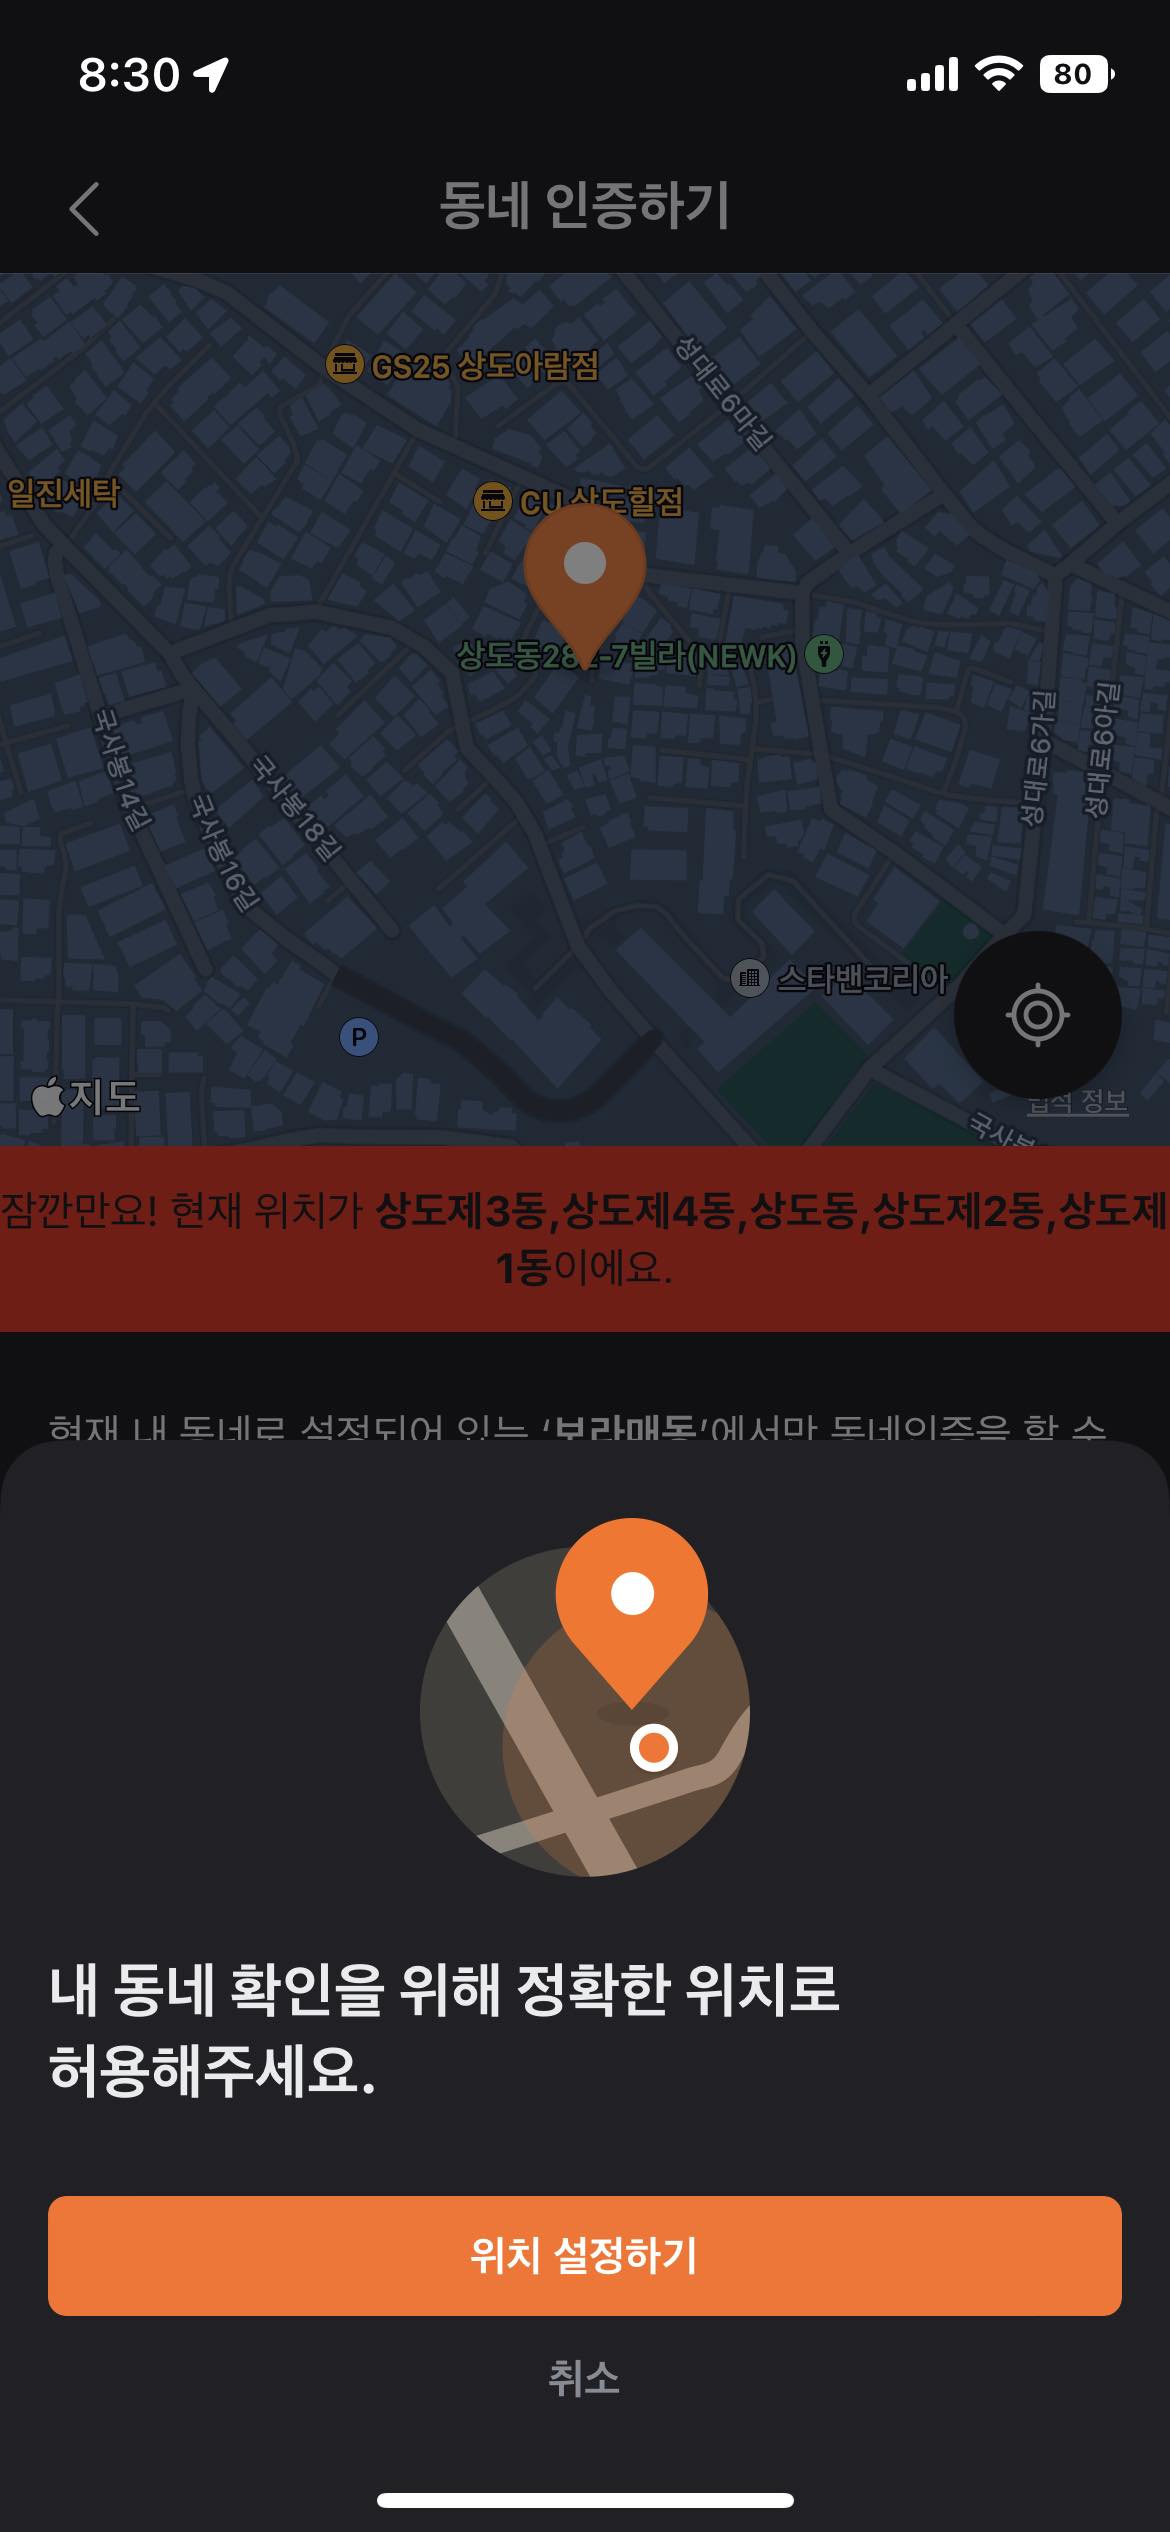 8:30
80
동네 인증하기
GS25 상도아람점
성대로6마길
일진세탁
CU 상도힐점
상도동282-7빌라(NEWK)
국사봉14길
국사봉18길
국사봉16길
성대로6가길
성대로6아길
스타밴코리아
P
지도
법적 정보
국사봉
잠깐만요! 현재 위치가 상도제3동,상도제4동,상도동,상도제2동,상도제
1동이에요.
현재 내 동네로 설정되어 있는 ‘보라매동’에서만 동네인증을 할 수
내 동네 확인을 위해 정확한 위치로
허용해주세요.
위치 설정하기
취소